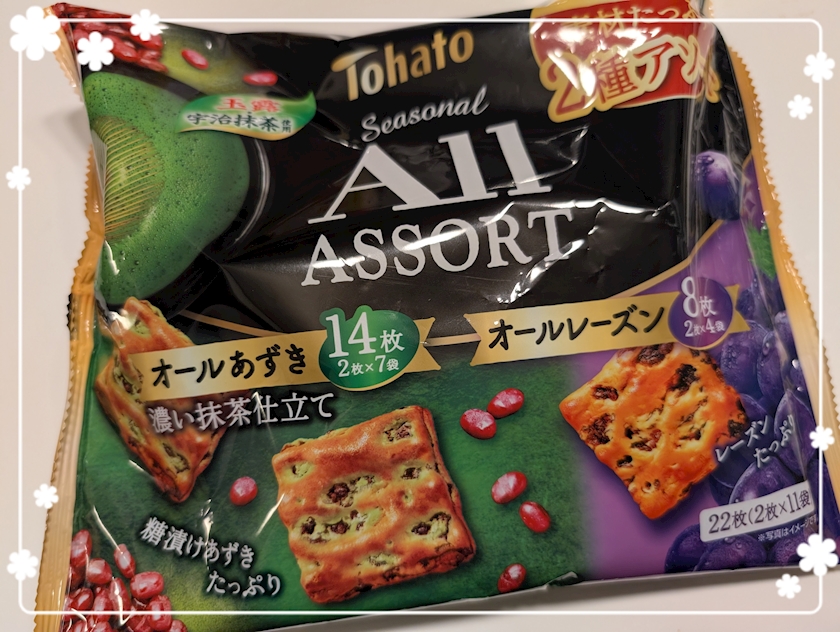 Tohato
Seasonal
All
ASSORT
玉露
宇治抹茶使用
2種アソ
オールあずき
14枚
2枚×7袋
濃い抹茶仕立て
オールレーズン
8枚
2枚×4袋
糖漬けあずき
たっぷり
レーズン
たっぷり
22枚(2枚×11袋
※写真はイメージです